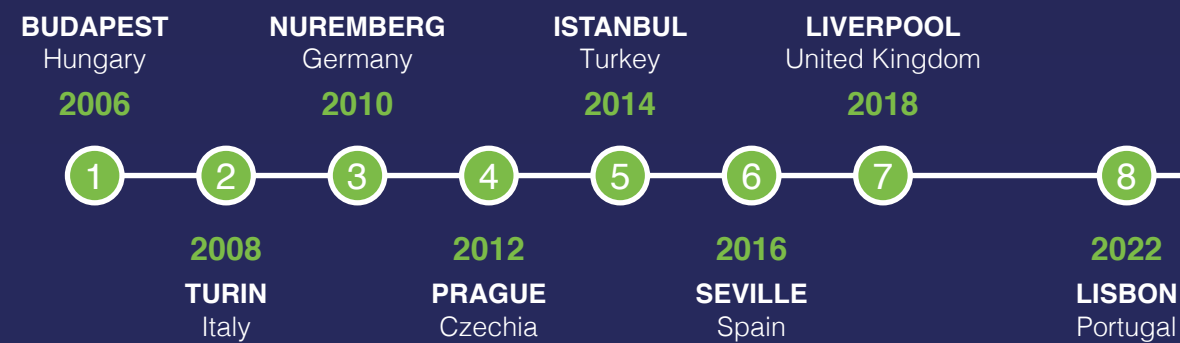 BUDAPEST
Hungary
2006
NUREMBERG
Germany
2010
ISTANBUL
Turkey
2014
LIVERPOOL
United Kingdom
2018
1
2
3
4
5
6
7
8
2008
TURIN
Italy
2012
PRAGUE
Czechia
2016
SEVILLE
Spain
2022
LISBON
Portugal